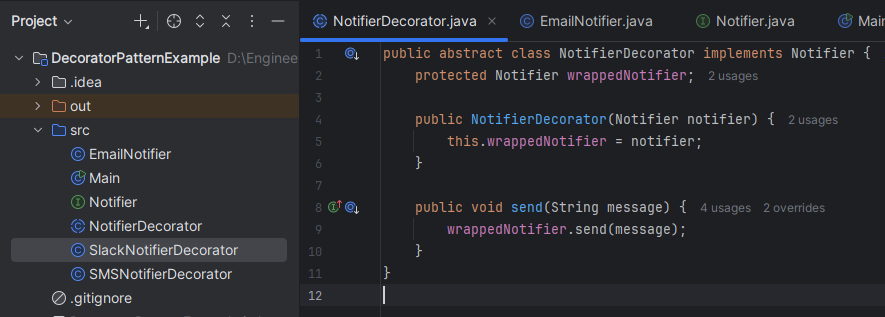 Project
DecoratorPatternExample D:\Enginee
.idea
out
src
EmailNotifier
Main
Notifier
NotifierDecorator
SlackNotifierDecorator
SMSNotifierDecorator
.gitignore
NotifierDecorator.java EmailNotifier.java Notifier.java Main
1 public abstract class NotifierDecorator implements Notifier {
2 protected Notifier wrappedNotifier; 2 usages
3
4 public NotifierDecorator(Notifier notifier) { 2 usages
5 this.wrappedNotifier = notifier;
6 }
7
8 public void send(String message) { 4 usages 2 overrides
9 wrappedNotifier.send(message);
10 }
11 }
12